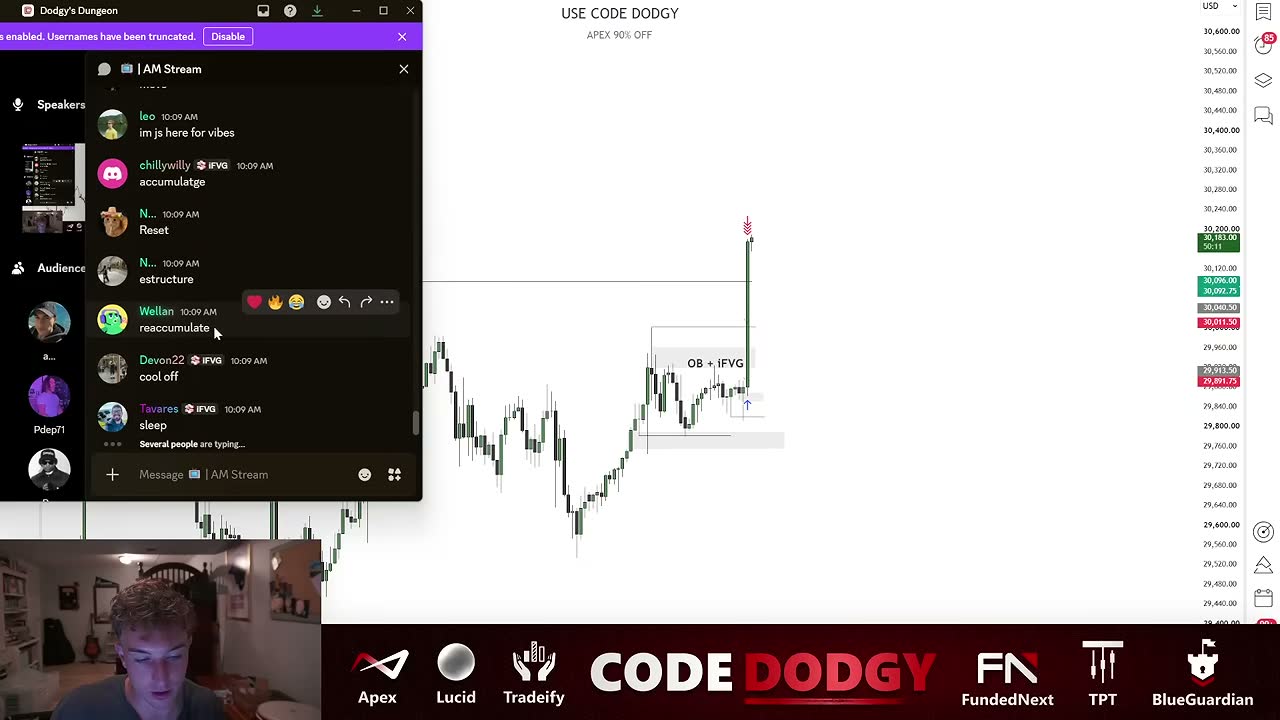 Dodgy's Dungeon
s enabled. Usernames have been truncated.
Disable
| AM Stream
Speakers
leo 10:09 AM
im js here for vibes
chillywilly iFVG 10:09 AM
accumulatge
N... 10:09 AM
Reset
N... 10:09 AM
estructure
Audience
Wellan 10:09 AM
reaccumulate
a...
Devon22 iFVG 10:09 AM
cool off
Tavares iFVG 10:09 AM
sleep
Pdep71
Several people are typing...
Message | AM Stream
USE CODE DODGY
APEX 90% OFF
OB + iFVG
USD
30,600.00
30,560.00
30,520.00
30,480.00
30,440.00
30,400.00
30,360.00
30,320.00
30,280.00
30,240.00
30,200.00
30,183.00
50:11
30,120.00
30,096.00
30,092.75
30,040.50
30,011.50
29,960.00
29,913.50
29,891.75
29,840.00
29,800.00
29,760.00
29,720.00
29,680.00
29,640.00
29,600.00
29,560.00
29,520.00
29,480.00
29,440.00
85
Apex
Lucid
Tradeify
CODE DODGY
FN
FundedNext
TPT
BlueGuardian